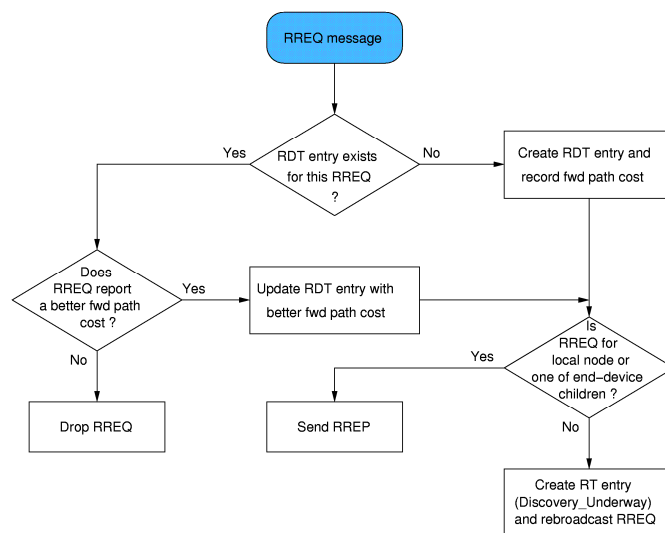 RREQ message
RDT entry exists
for this RREQ
?
Yes
No
Create RDT entry and
record fwd path cost
Does
RREQ report
a better fwd path
cost ?
Yes
No
Update RDT entry with
better fwd path cost
Is
RREQ for
local node or
one of end-device
children ?
Yes
No
Drop RREQ
Send RREP
Create RT entry
(Discovery_Underway)
and rebroadcast RREQ